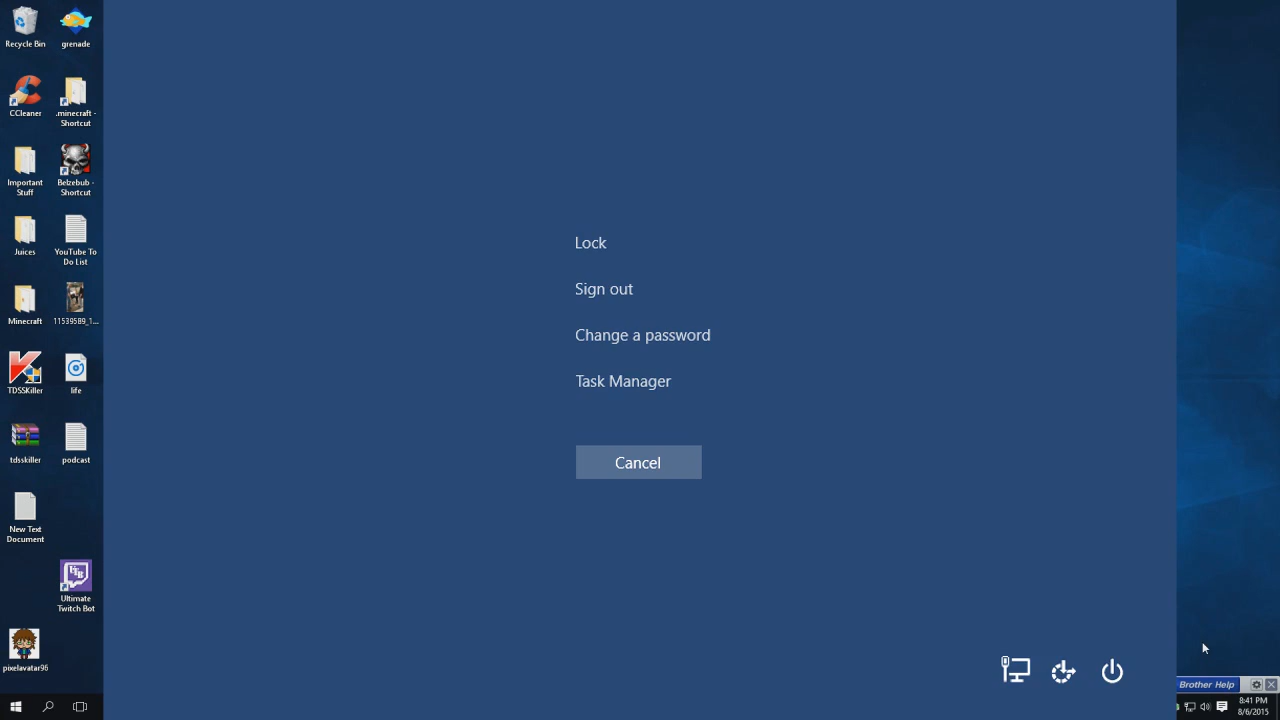 Recycle Bin
grenade
CCleaner
.minecraft -
Shortcut
Important
Stuff
Belzebub -
Shortcut
Juices
YouTube To
Do List
Minecraft
11539589_1...
TDSSKiller
life
tdsskiller
podcast
New Text
Document
ETB
Ultimate
Twitch Bot
pixelavatar96
Lock
Sign out
Change a password
Task Manager
Cancel
Brother Help
8:41 PM
8/6/2015